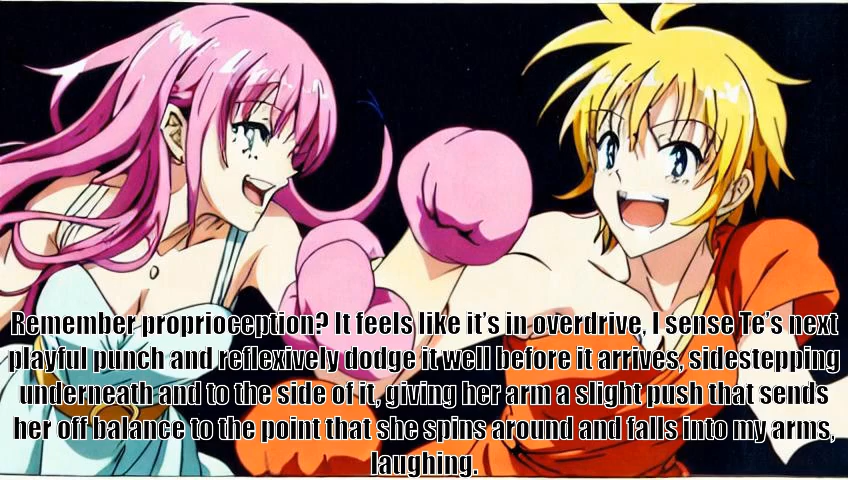 Remember proprioception? It feels like it's in overdrive, I sense Te's next
playful punch and reflexively dodge it well before it arrives, sidestepping
underneath and to the side of it, giving her arm a slight push that sends
her off balance to the point that she spins around and falls into my arms,
laughing.